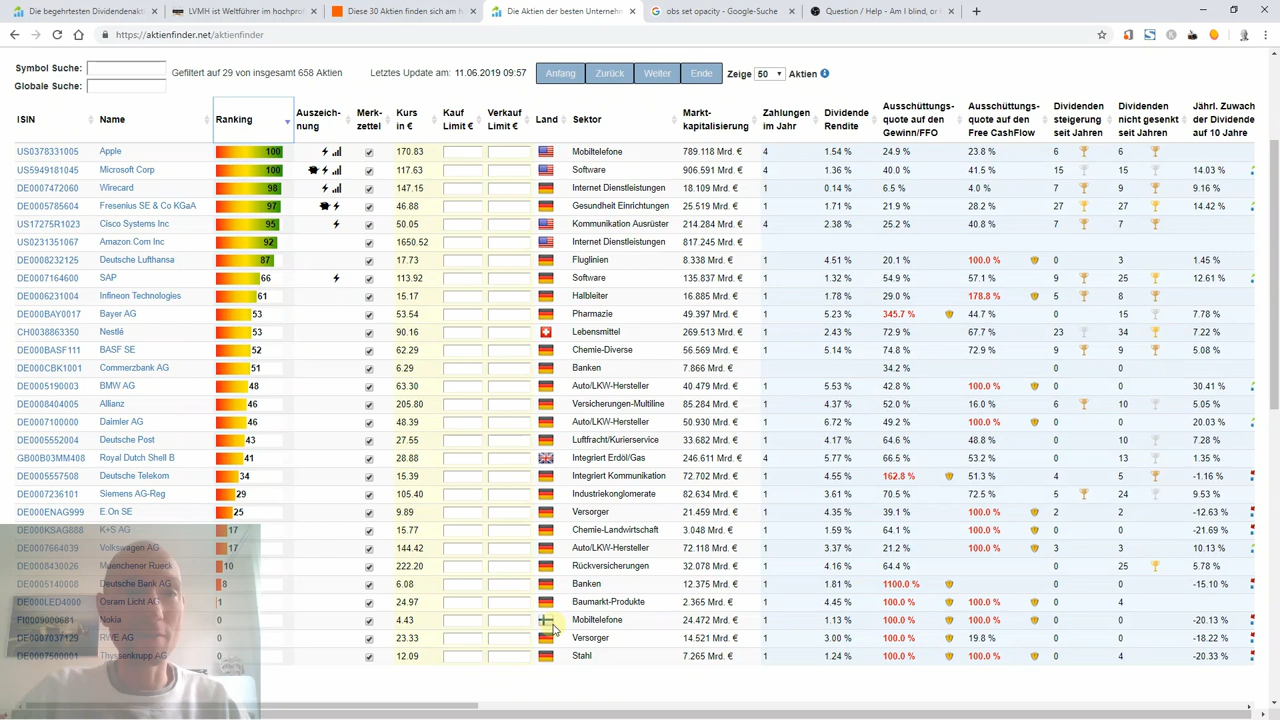 Die begehrtesten Dividendenakt
LVMH ist Weltführer im hochprof
Diese 30 Aktien finden sich am h
Die Aktien der besten Unternehm
obs set opacity - Google-Suche
Question / Help - Am I blind, or
https://aktienfinder.net/aktienfinder
Symbol Suche: Gefiltert auf 29 von insgesamt 658 Aktien Letztes Update am: 11.06.2019 09:57 Anfang Zurück Weiter Ende Zeige 50 Aktien
Globale Suche:
ISIN Name Ranking Auszeich- nung Merk- zettel Kurs in € Kauf Limit € Verkauf Limit € Land Sektor Markt- kapitalisierung Zahlungen im Jahr Dividende Rendite Ausschüttungs- quote auf den Gewinn/FFO Ausschüttungs- quote auf den Free CashFlow Dividenden steigerung seit Jahren Dividenden nicht gesenkt seit Jahren Jährl. Zuwach der Dividende auf 10 Jahre
US0378331005 Apple 100 170.83 Mobiltelefone 789.118 Mrd. € 4 1.54 % 24.9 % 23.8 % 6 6
US5949181045 Microsoft Corp 100 117.63 Software 906.591 Mrd. € 4 1.36 % 40.0 % 41.5 % 15 15 14.03 %
DE0007472060 Wirecard 98 147.15 Internet Dienstleistungen 18.109 Mrd. € 1 0.14 % 6.5 % 4.0 % 7 9 9.16 %
DE0005785604 Fresenius SE & Co KGaA 97 46.88 Gesundheit Einrichtungen 25.519 Mrd. € 1 1.71 % 21.9 % 28.2 % 27 27 14.42 %
US17275R1023 Cisco Systems Inc 95 50.05 Kommunikation Ausrüster 214.284 Mrd. € 4 2.38 % 25.2 % 40.8 % 7 7
US0231351067 Amazon Com Inc 92 1650.52 Internet Dienstleistungen 817.245 Mrd. €
DE0008232125 Deutsche Lufthansa 87 17.73 Fluglinien 8.338 Mrd. € 1 4.51 % 20.1 % 100.0 % 0 3 1.45 %
DE0007164600 SAP 66 113.92 Software 135.837 Mrd. € 1 1.32 % 54.9 % 57.1 % 9 25 12.61 %
DE0006231004 Infineon Technologies 61 15.17 Halbleiter 16.885 Mrd. € 1 1.78 % 29.0 % 178.8 % 5 8
DE000BAY0017 Bayer AG 53 53.54 Pharmazie 49.397 Mrd. € 1 5.23 % 345.7 % 44.7 % 0 15 7.78 %
CH0038863350 Nestlé 53 90.16 Lebensmittel 269.513 Mrd. € 1 2.43 % 72.9 % 67.7 % 23 34 7.22 %
DE000BASF111 BASF SE 52 62.29 Chemie-Diverse 56.569 Mrd. € 1 5.14 % 74.8 % 72.9 % 9 9 5.08 %
DE000CBK1001 Commerzbank AG 51 6.29 Banken 7.866 Mrd. € 34.2 % 0 0
DE0005190003 BMW AG 48 63.30 Auto/LKW-Hersteller 40.479 Mrd. € 1 5.53 % 42.8 % 100.0 % 0 0 30.41 %
DE0008404005 Allianz 46 205.80 Versicherungen-Multiline 85.284 Mrd. € 1 4.37 % 52.0 % 16.0 % 6 10 5.05 %
DE0007100000 Daimler AG 46 48.39 Auto/LKW-Hersteller 50.930 Mrd. € 1 6.72 % 49.2 % 100.0 % 0 0 20.03 %
DE0005552004 Deutsche Post 43 27.55 Luftfracht/Kurierservice 33.682 Mrd. € 1 4.17 % 64.6 % 48.8 % 0 10 7.28 %
GB00B03MM408 Royal Dutch Shell B 41 28.88 Integriert Erdöl/Gas 246.611 Mrd. € 4 5.77 % 66.5 % 53.2 % 0 13 1.35 %
DE0005557508 Deutsche Telekom 34 15.39 Integriert Kommunikation 72.702 Mrd. € 1 4.55 % 162.8 % 51.3 % 4 5 -1.16 %
DE0007236101 Siemens AG-Reg 29 105.40 Industriekonglomerate 82.634 Mrd. € 1 3.61 % 70.5 % 72.5 % 5 24 9.53 %
DE000ENAG999 E.On SE 25 9.89 Versorger 21.459 Mrd. € 1 4.35 % 39.1 % 100.0 % 2 2 -12.63 %
DE000KSAG888 K+S AG 17 15.77 Chemie-Landwirtschaft 3.048 Mrd. € 1 1.59 % 64.1 % 100.0 % 0 0 -21.69 %
DE0007664039 Volkswagen AG 17 144.42 Auto/LKW-Hersteller 72.118 Mrd. € 1 3.37 % 21.2 % 100.0 % 3 3 10.13 %
DE0008430026 Muenchener Rueck 10 222.20 Rückversicherungen 32.078 Mrd. € 1 4.16 % 64.4 % 0 25 5.78 %
DE0005140008 Deutsche Bank AG 8 6.08 Banken 12.375 Mrd. € 1 1.81 % 1100.0 % 0 0 -15.10 %
DE000LED4000 Osram Licht AG 1 24.97 Baumarkt-Produkte 2.365 Mrd. € 1 4.45 % 100.0 % 100.0 % 0 4
FI0009000681 Nokia 0 4.43 Mobiltelefone 24.472 Mrd. € 1 1.13 % 100.0 % 100.0 % 0 0 -20.13 %
DE0007037129 RWE AG 0 23.33 Versorger 14.521 Mrd. € 1 3.00 % 100.0 % 19.8 % 0 0 -18.22 %
DE0007500001 Thyssenkrupp AG 0 12.09 Stahl 7.265 Mrd. € 1 1.24 % 100.0 % 100.0 % 0 4 -20.33 %